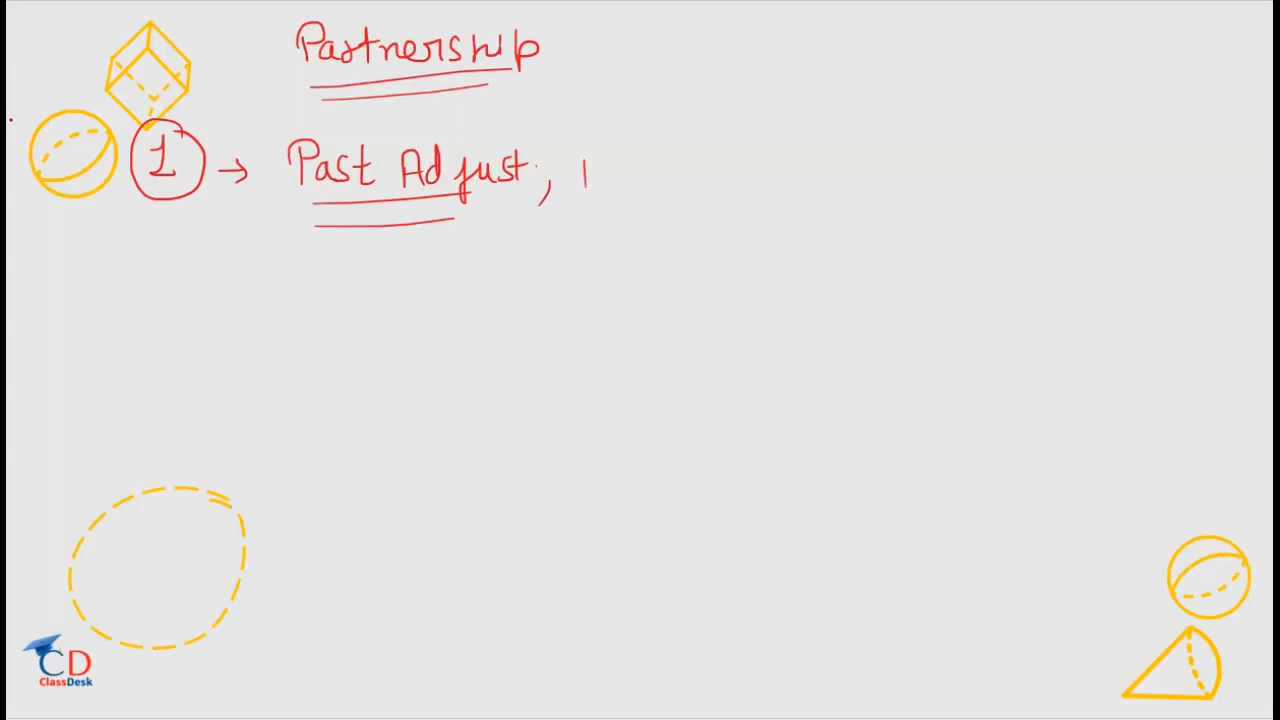 Partnership
1 → Past Adjust.,
CD
ClassDesk